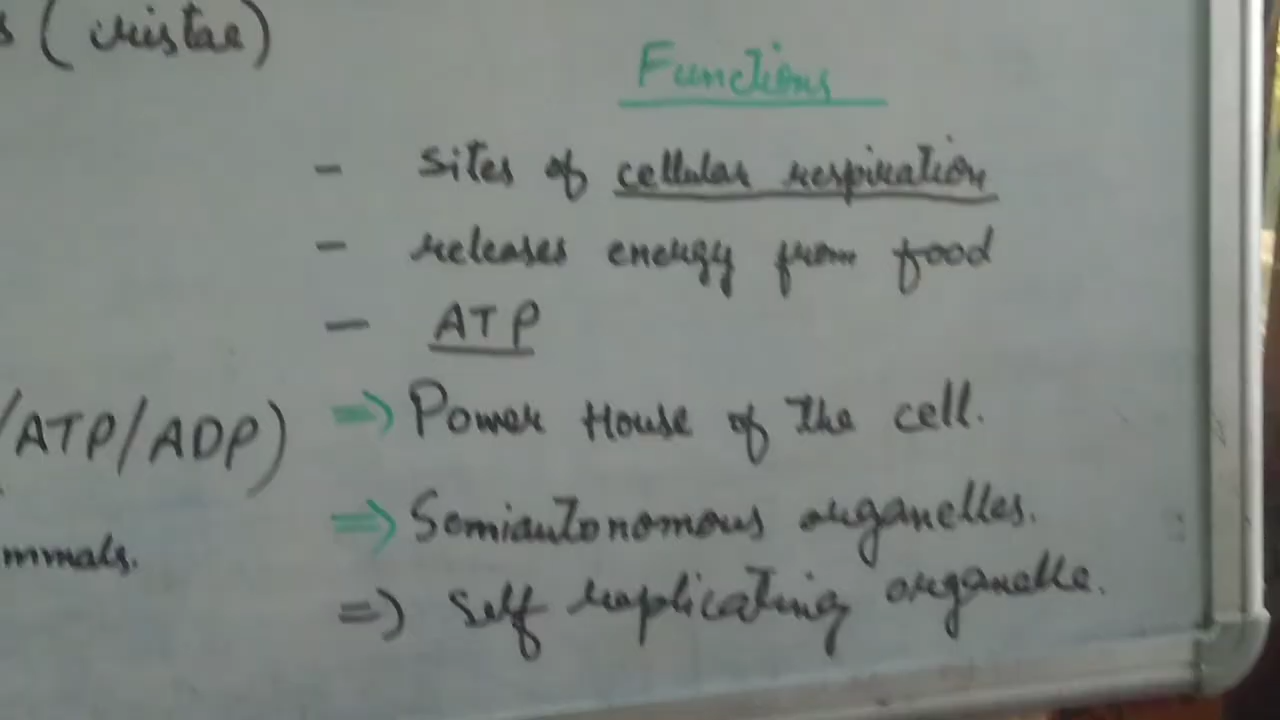 (cristae)
Functions
- sites of cellular respiration
- releases energy from food
- ATP
/ATP/ADP)
⇒ Power House of the cell.
⇒ Semiautonomous organelles.
mmals.
=) Self replicating organelle.